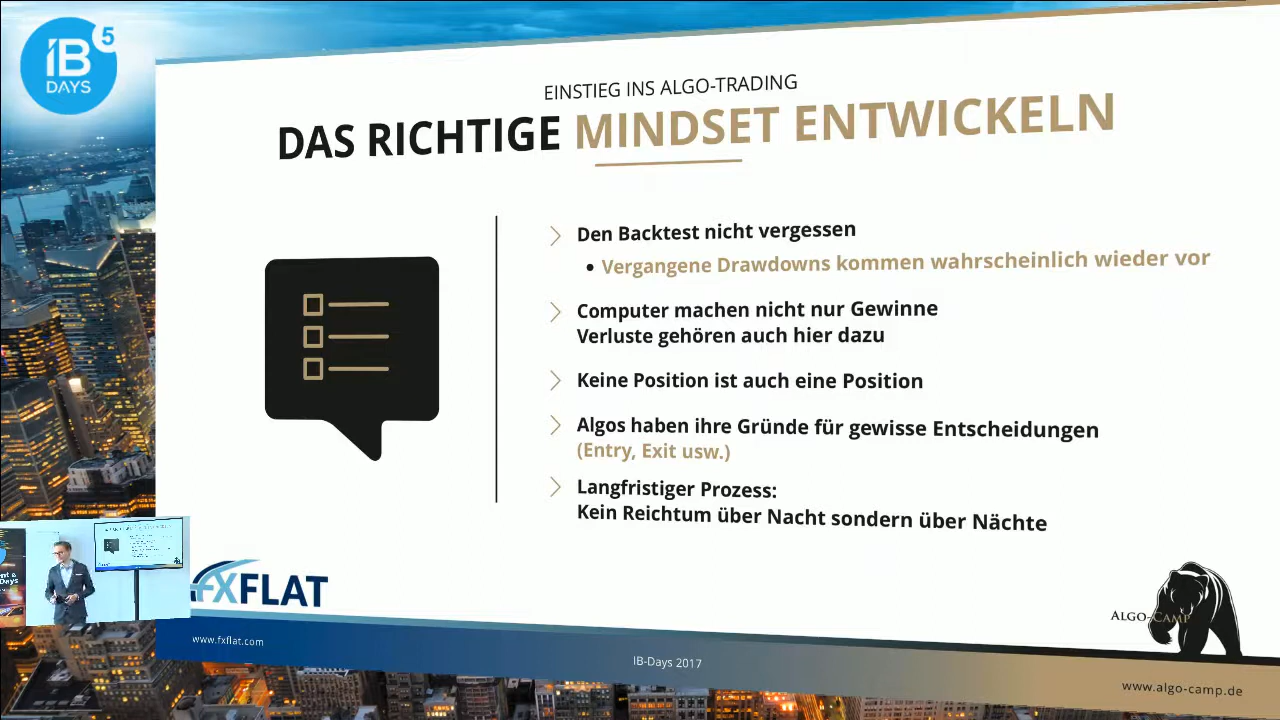 IB 5
DAYS
EINSTIEG INS ALGO-TRADING
DAS RICHTIGE MINDSET ENTWICKELN
Den Backtest nicht vergessen
• Vergangene Drawdowns kommen wahrscheinlich wieder vor
Computer machen nicht nur Gewinne
Verluste gehören auch hier dazu
Keine Position ist auch eine Position
Algos haben ihre Gründe für gewisse Entscheidungen
(Entry, Exit usw.)
Langfristiger Prozess:
Kein Reichtum über Nacht sondern über Nächte
FXFLAT
ALGO-CAMP
www.fxflat.com
IB-Days 2017
www.algo-camp.de